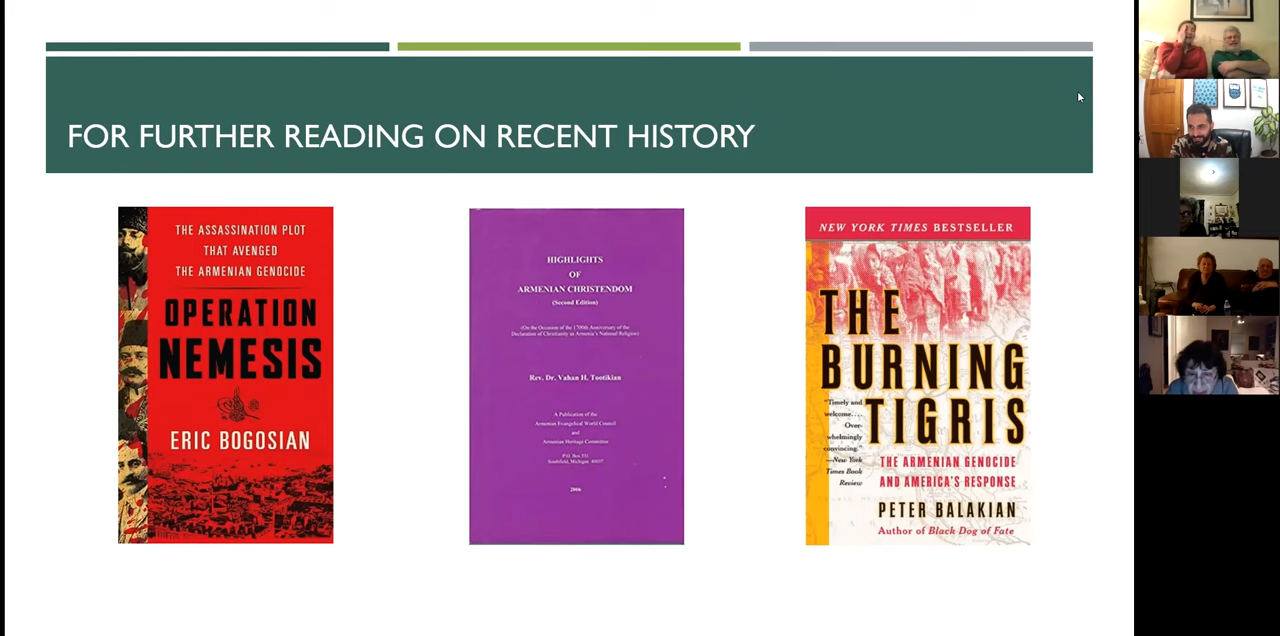 FOR FURTHER READING ON RECENT HISTORY
THE ASSASSINATION PLOT
THAT AVENGED
THE ARMENIAN GENOCIDE
OPERATION
NEMESIS
ERIC BOGOSIAN
HIGHLIGHTS
OF
ARMENIAN CHRISTENDOM
(Second Edition)
(On the Occasion of the 1700th Anniversary of the
Declaration of Christianity as Armenia's National Religion)
Rev. Dr. Vahan H. Tootikian
A Publication of the
Armenian Evangelical World Council
and
Armenian Heritage Committee
P.O. Box 531
Southfield, Michigan 48037
2006
NEW YORK TIMES BESTSELLER
THE
BURNING
TIGRIS
"Timely and
welcome....
Over-
whelmingly
convincing."
—New York
Times Book
Review
THE ARMENIAN GENOCIDE
AND AMERICA'S RESPONSE
PETER BALAKIAN
Author of Black Dog of Fate